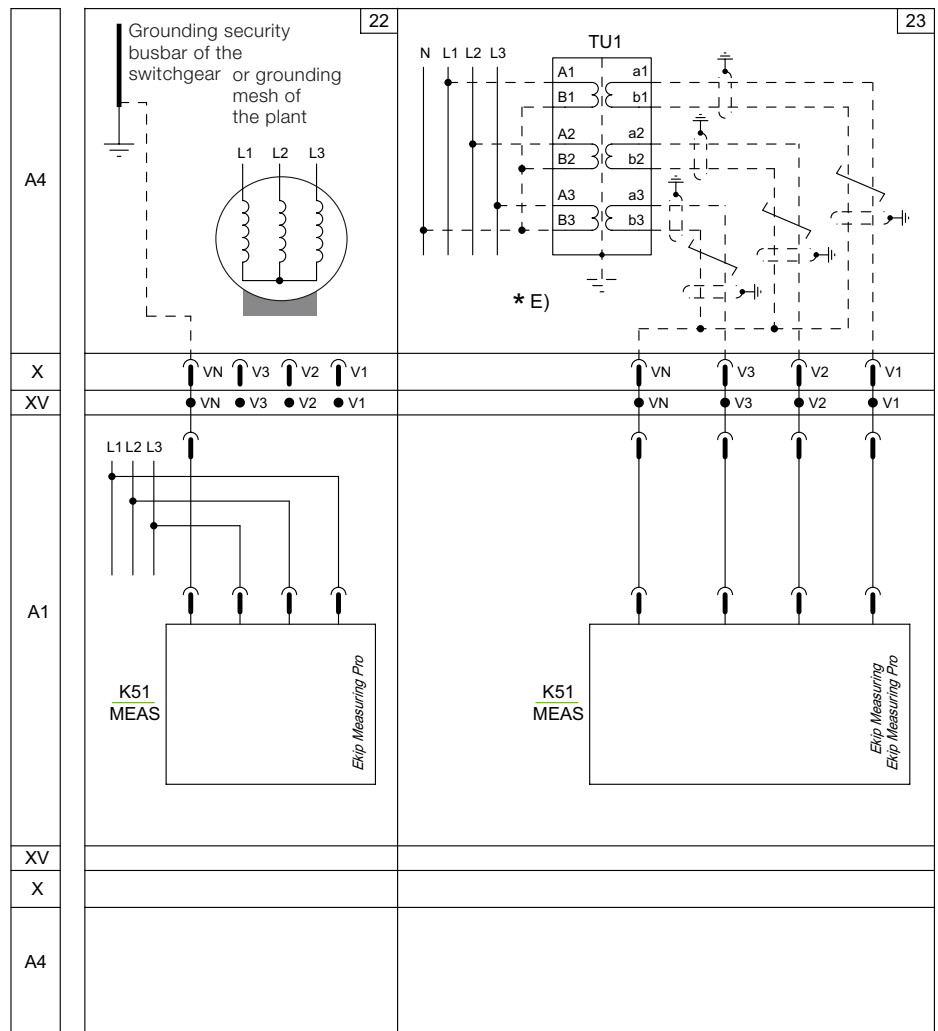 22
Grounding security
busbar of the
switchgear or grounding
mesh of
the plant
L1 L2 L3
A4
23
TU1
N L1 L2 L3
A1 a1
B1 b1
A2 a2
B2 b2
A3 a3
B3 b3
* E)
X
VN V3 V2 V1
VN V3 V2 V1
XV
VN V3 V2 V1
VN V3 V2 V1
A1
L1 L2 L3
K51
MEAS
Ekip Measuring Pro
K51
MEAS
Ekip Measuring
Ekip Measuring Pro
XV
X
A4